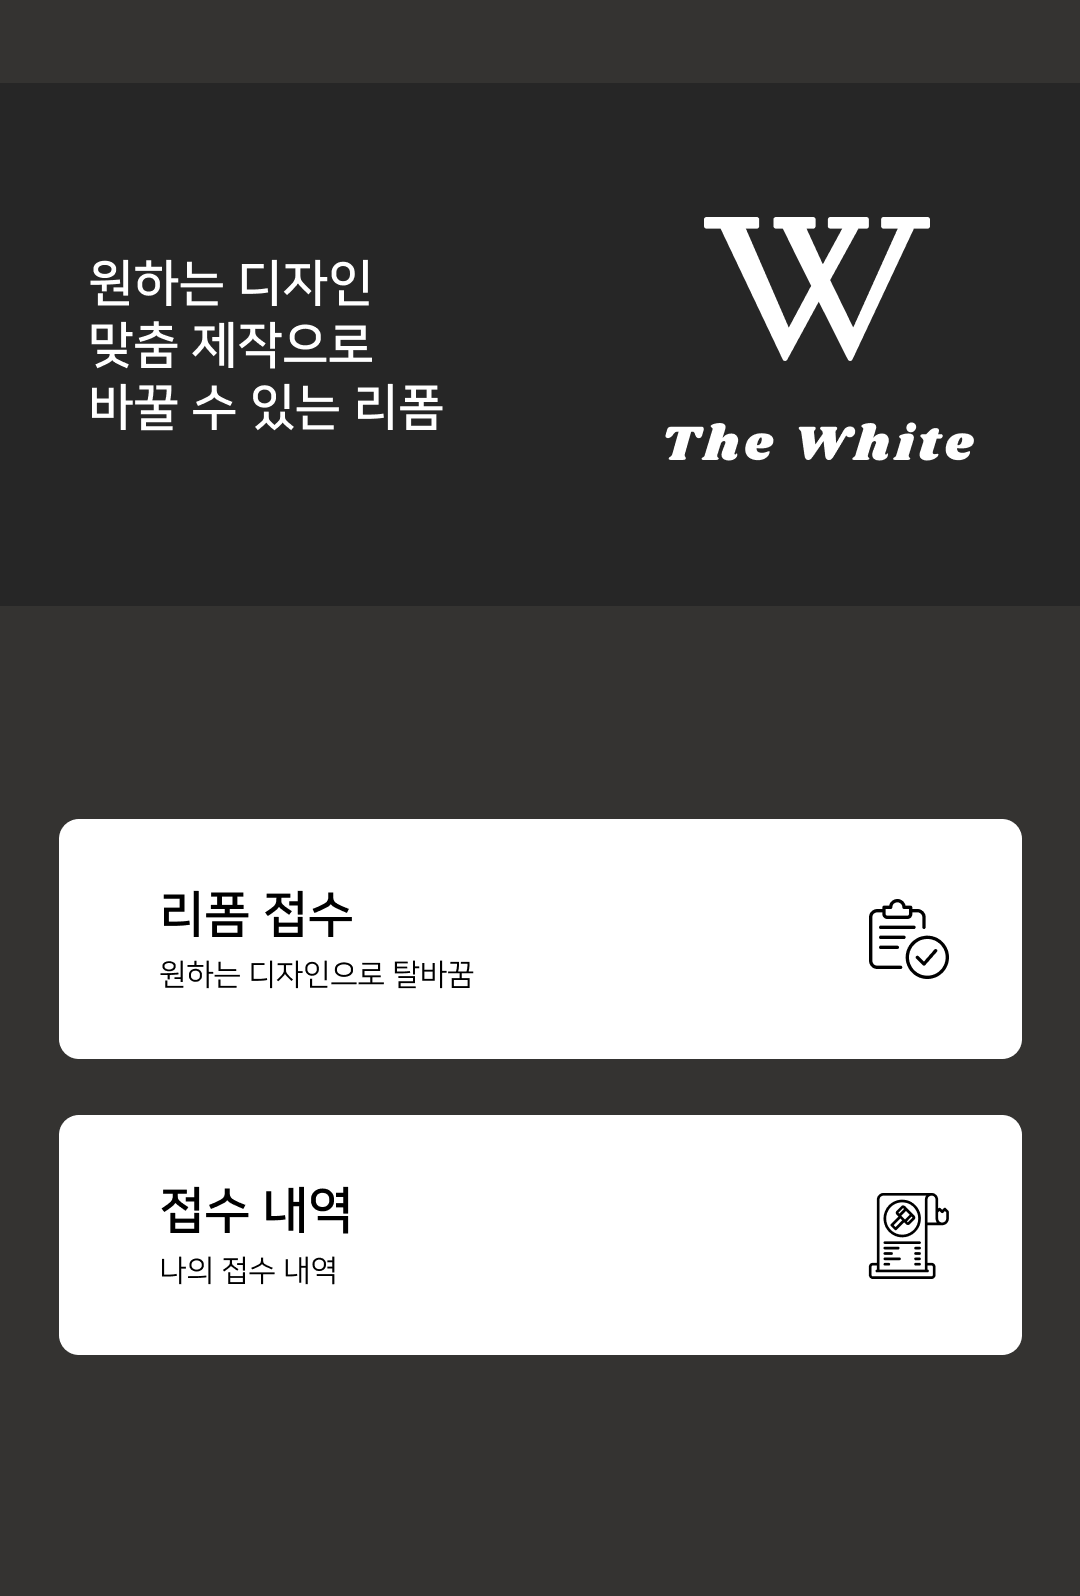 원하는 디자인
맞춤 제작으로
바꿀 수 있는 리폼
W
The White
리폼 접수
원하는 디자인으로 탈바꿈
접수 내역
나의 접수 내역